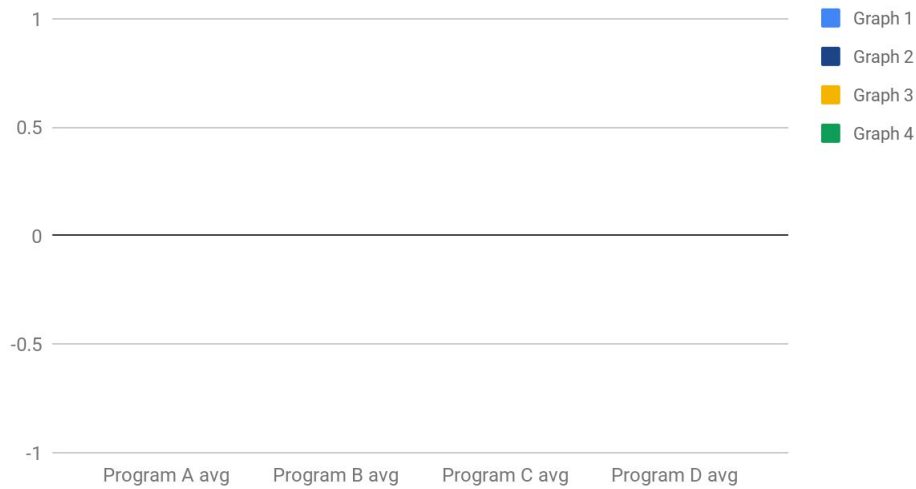 1
0.5
0
-0.5
-1
Program A avg
Program B avg
Program C avg
Program D avg
Graph 1
Graph 2
Graph 3
Graph 4